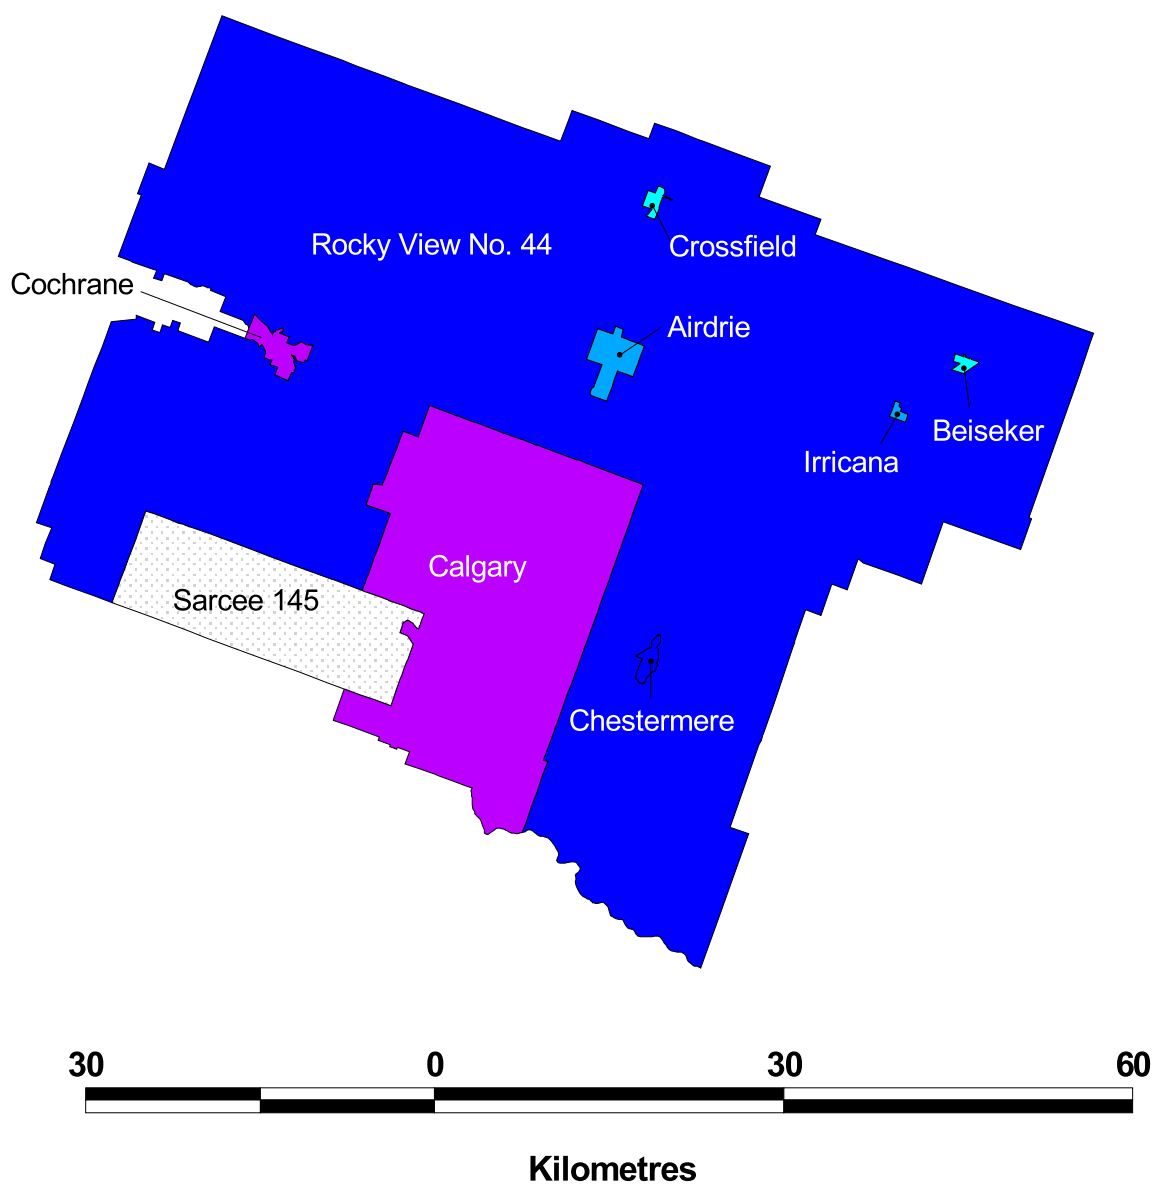 Rocky View No. 44
Crossfield
Cochrane
Airdrie
Beiseker
Irricana
Calgary
Sarcee 145
Chestermere
30 0 30 60
Kilometres